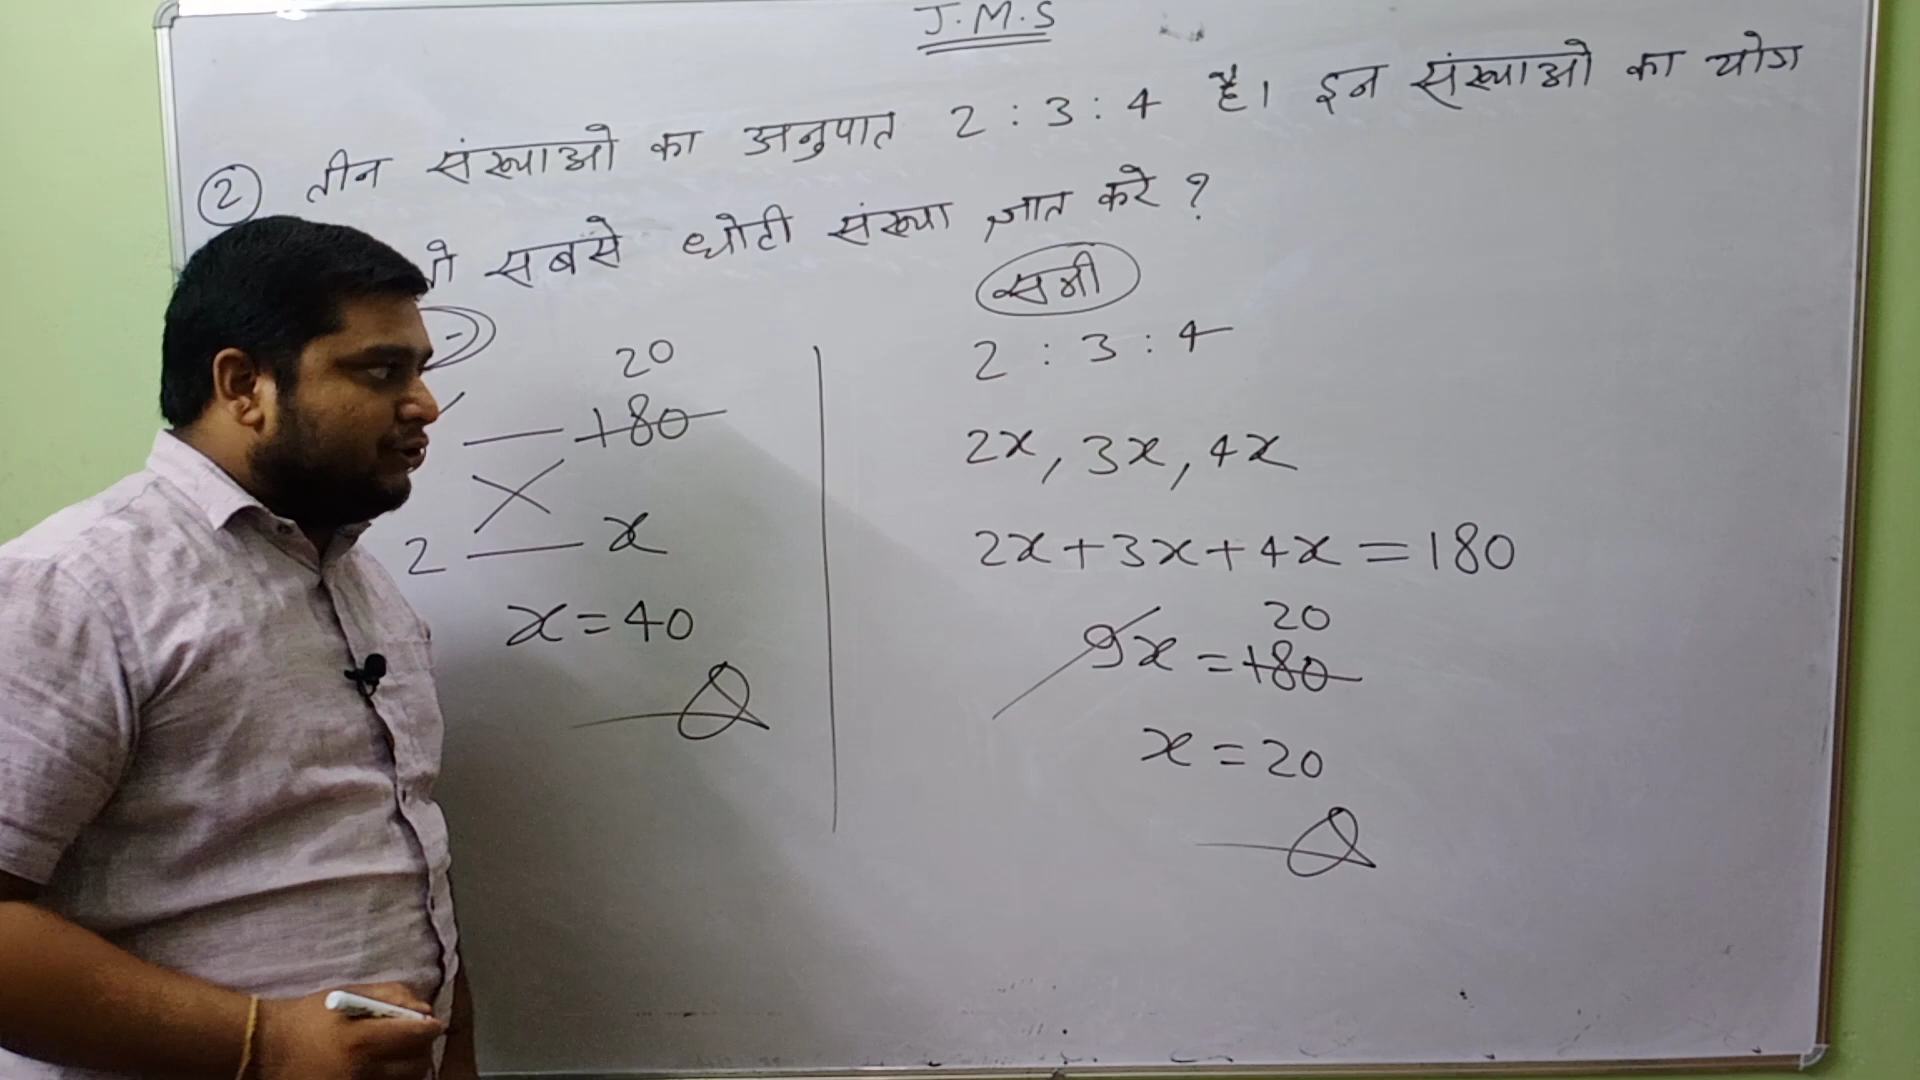 J.M.S
② तीन संख्याओ का अनुपात 2 : 3 : 4 है। इन संख्याओ का योग
सबसे छोटी संख्या ज्ञात करे ?
20
180
2 x
x = 40
सभी
2 : 3 : 4
2x, 3x, 4x
2x + 3x + 4x = 180
20
9x = 180
x = 20